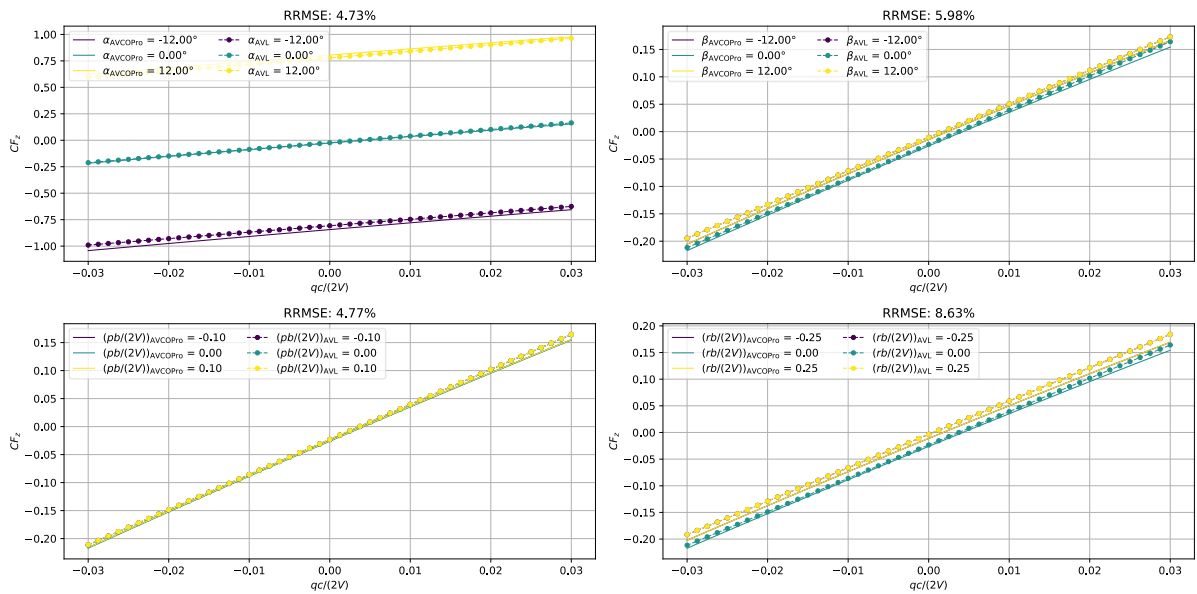 RRMSE: 4.73%
α_AVCOPro = -12.00° α_AVL = -12.00°
α_AVCOPro = 0.00° α_AVL = 0.00°
α_AVCOPro = 12.00° α_AVL = 12.00°
1.00
0.75
0.50
0.25
0.00
−0.25
−0.50
−0.75
−1.00
CF_z
−0.03 −0.02 −0.01 0.00 0.01 0.02 0.03
qc/(2V)
RRMSE: 5.98%
β_AVCOPro = -12.00° β_AVL = -12.00°
β_AVCOPro = 0.00° β_AVL = 0.00°
β_AVCOPro = 12.00° β_AVL = 12.00°
0.15
0.10
0.05
0.00
−0.05
−0.10
−0.15
−0.20
CF_z
−0.03 −0.02 −0.01 0.00 0.01 0.02 0.03
qc/(2V)
RRMSE: 4.77%
(pb/(2V))_AVCOPro = -0.10 (pb/(2V))_AVL = -0.10
(pb/(2V))_AVCOPro = 0.00 (pb/(2V))_AVL = 0.00
(pb/(2V))_AVCOPro = 0.10 (pb/(2V))_AVL = 0.10
0.15
0.10
0.05
0.00
−0.05
−0.10
−0.15
−0.20
CF_z
−0.03 −0.02 −0.01 0.00 0.01 0.02 0.03
qc/(2V)
RRMSE: 8.63%
(rb/(2V))_AVCOPro = -0.25 (rb/(2V))_AVL = -0.25
(rb/(2V))_AVCOPro = 0.00 (rb/(2V))_AVL = 0.00
(rb/(2V))_AVCOPro = 0.25 (rb/(2V))_AVL = 0.25
0.20
0.15
0.10
0.05
0.00
−0.05
−0.10
−0.15
−0.20
CF_z
−0.03 −0.02 −0.01 0.00 0.01 0.02 0.03
qc/(2V)